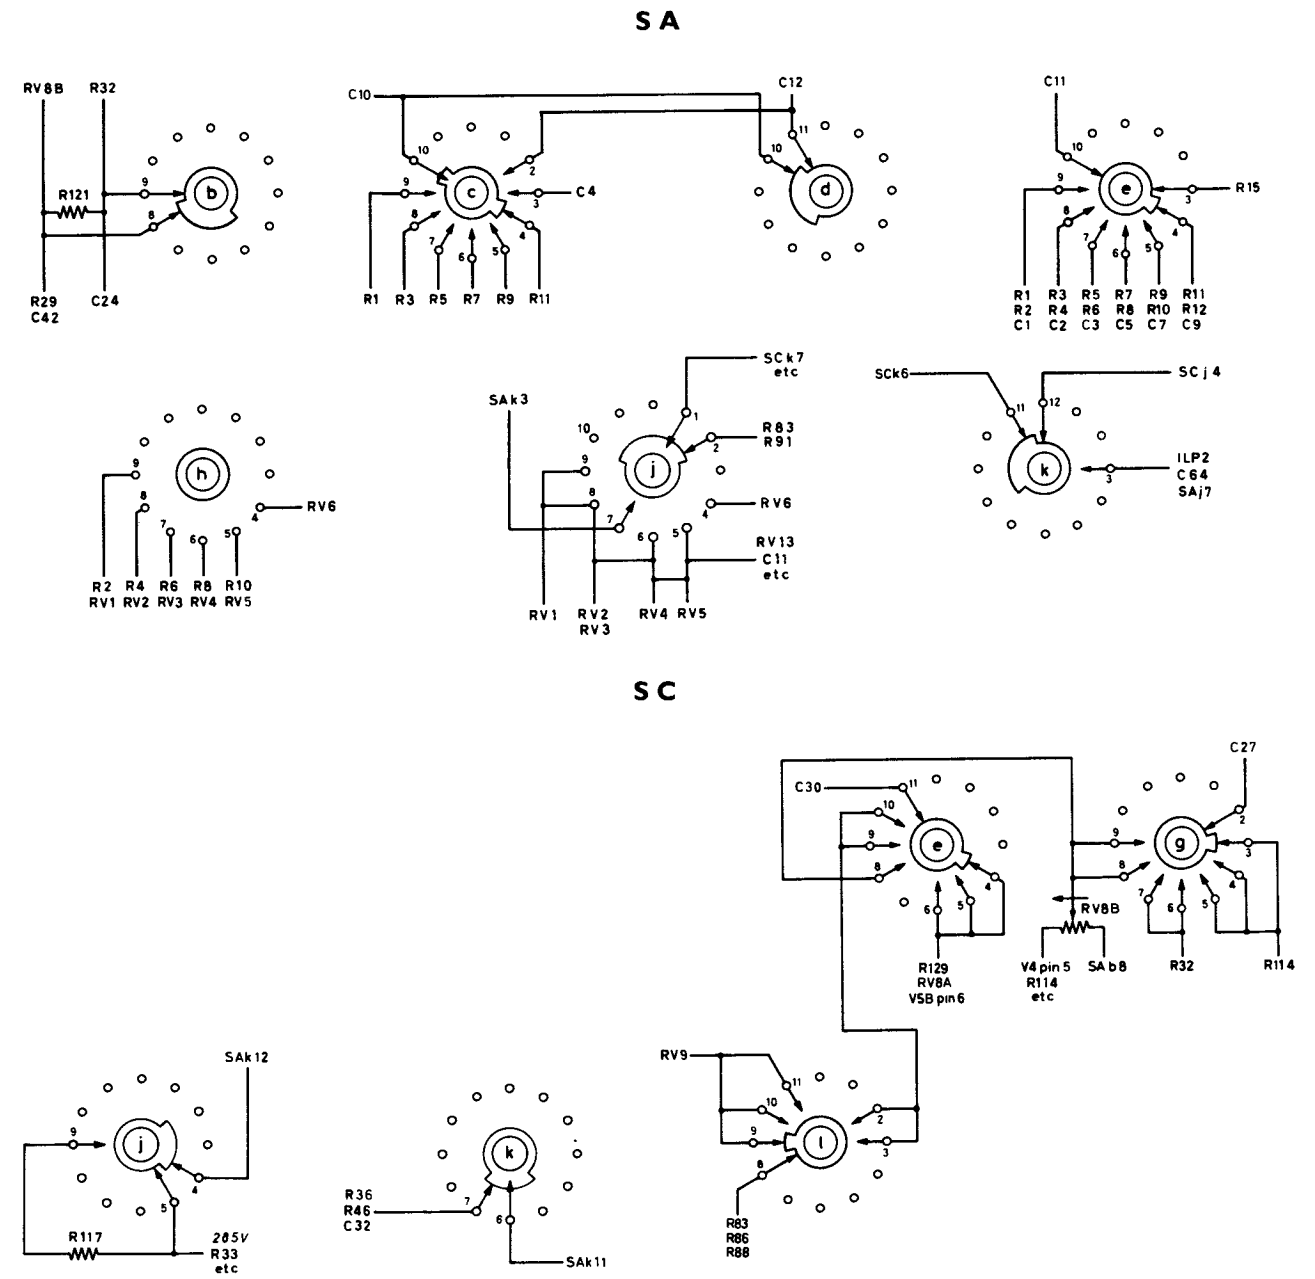 SA
RV8B R32
R121
9
b
8
R29 C24
C42
C10
10
9
8
7
6
5
4
3
2
c
C4
R1 R3 R5 R7 R9 R11
C12
11
10
d
C11
10
9
8
7
6
5
4
3
e
R15
R1 R3 R5 R7 R9 R11
R2 R4 R6 R8 R10 R12
C1 C2 C3 C5 C7 C9
h
9
8
7
6
5
4
RV6
R2 R4 R6 R8 R10
RV1 RV2 RV3 RV4 RV5
SCk7
etc
SAk3
1
R83
R91
2
10
9
8
7
6
5
4
j
RV6
RV13
C11
etc
RV1 RV2 RV4 RV5
RV3
SCk6
SCj4
11
12
k
3
ILP2
C64
SAj7
SC
C30
11
10
9
8
e
6
5
4
R129
RV8A
V5B pin 6
C27
2
9
8
7
6
5
4
3
g
RV8B
V4 pin 5 SAb8
R114
etc
R32
R114
SAk12
9
j
4
5
R117
285V
R33
etc
k
R36
R46
C32
7
6
SAk11
RV9
11
10
9
8
l
2
3
R83
R86
R88